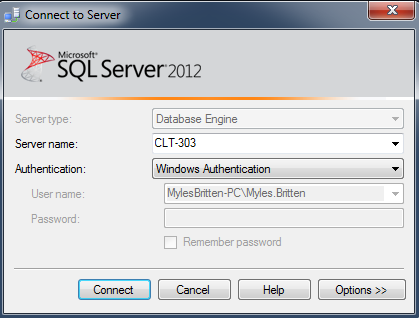 Connect to Server
Microsoft®
SQL Server®2012
Server type: Database Engine
Server name: CLT-303
Authentication: Windows Authentication
User name: MylesBritten-PC\Myles.Britten
Password:
Remember password
Connect Cancel Help Options >>